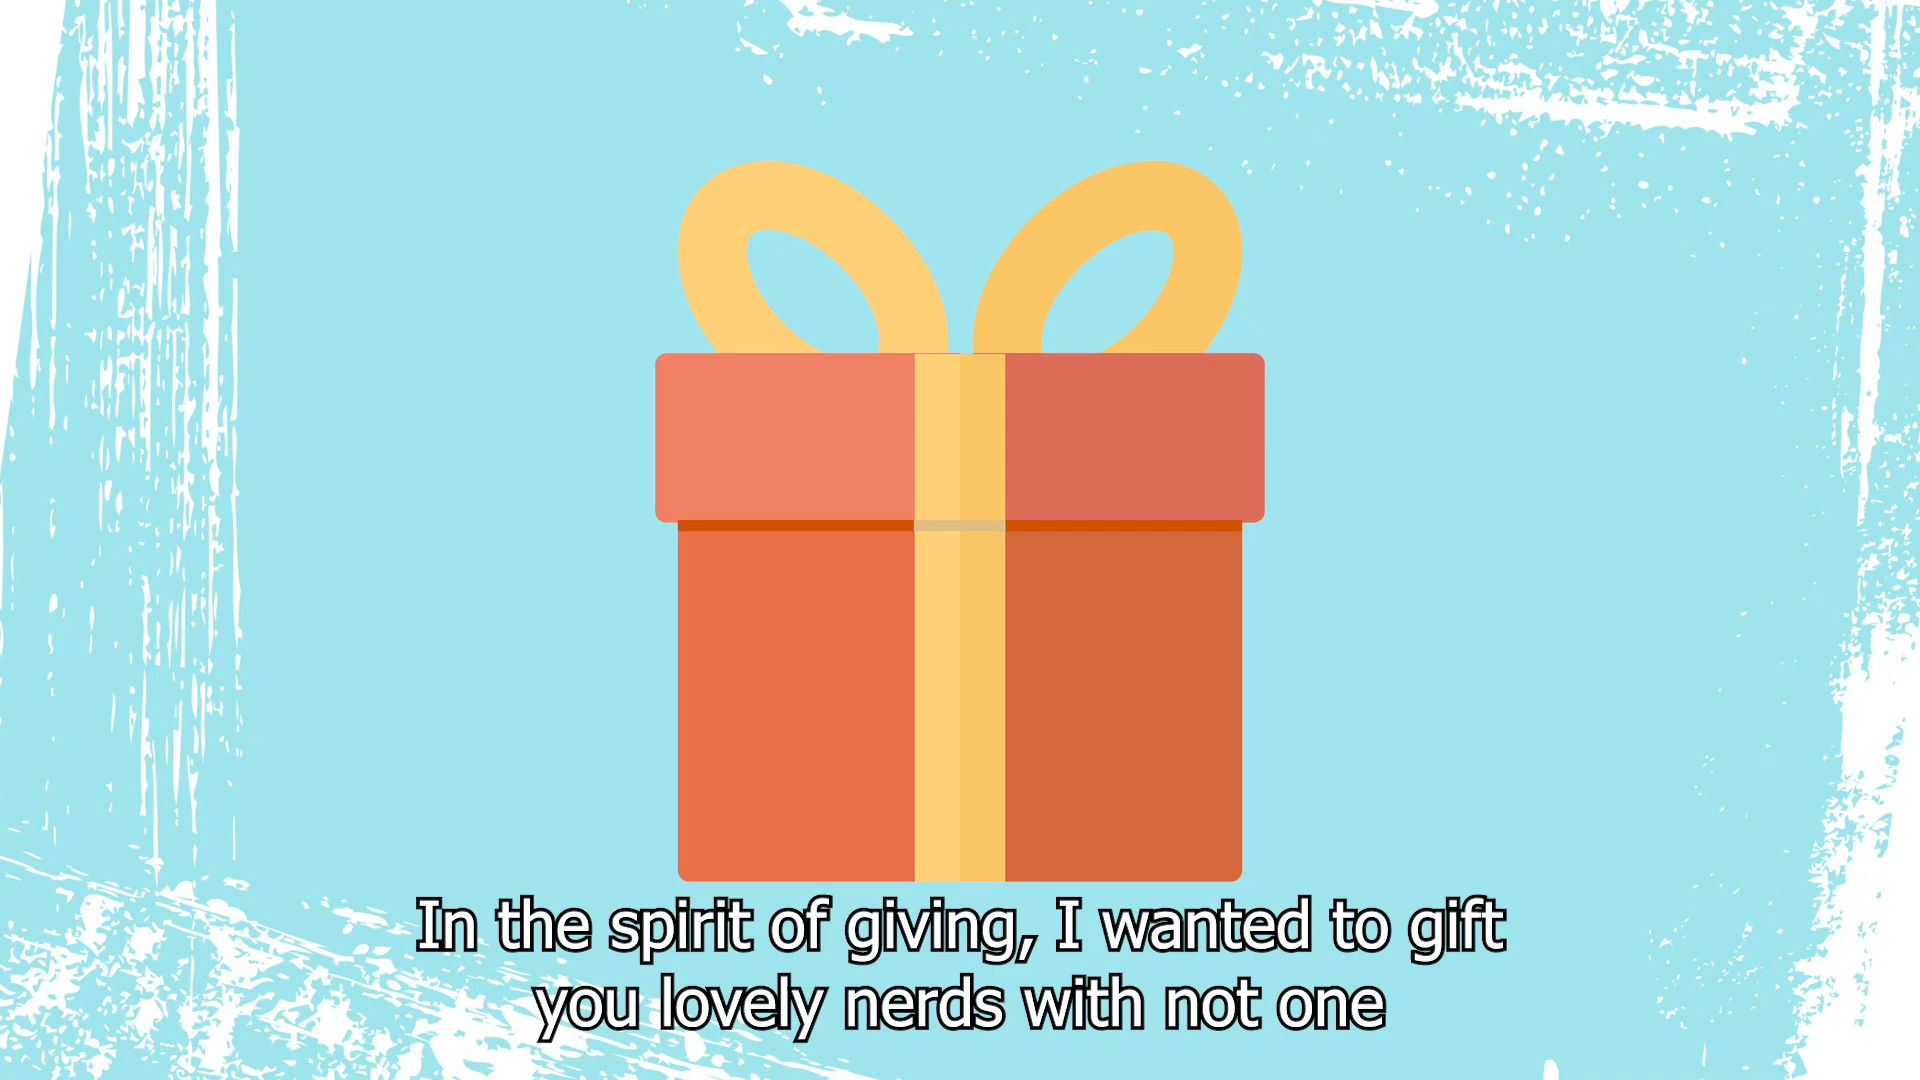 In the spirit of giving, I wanted to gift
you lovely nerds with not one